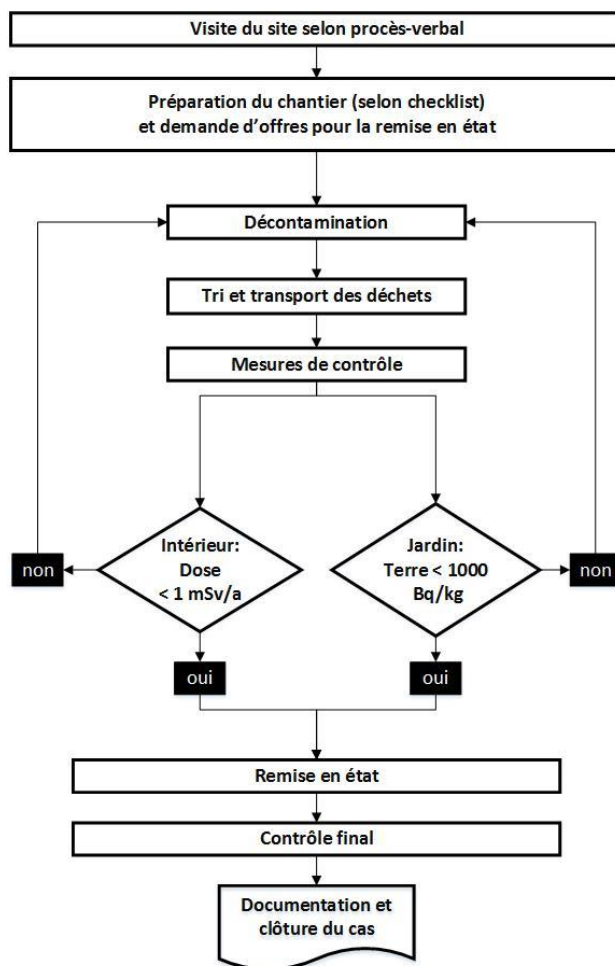 Visite du site selon procès-verbal
Préparation du chantier (selon checklist)
et demande d'offres pour la remise en état
Décontamination
Tri et transport des déchets
Mesures de contrôle
Intérieur:
Dose
< 1 mSv/a
Jardin:
Terre < 1000
Bq/kg
non
non
oui
oui
Remise en état
Contrôle final
Documentation et
clôture du cas